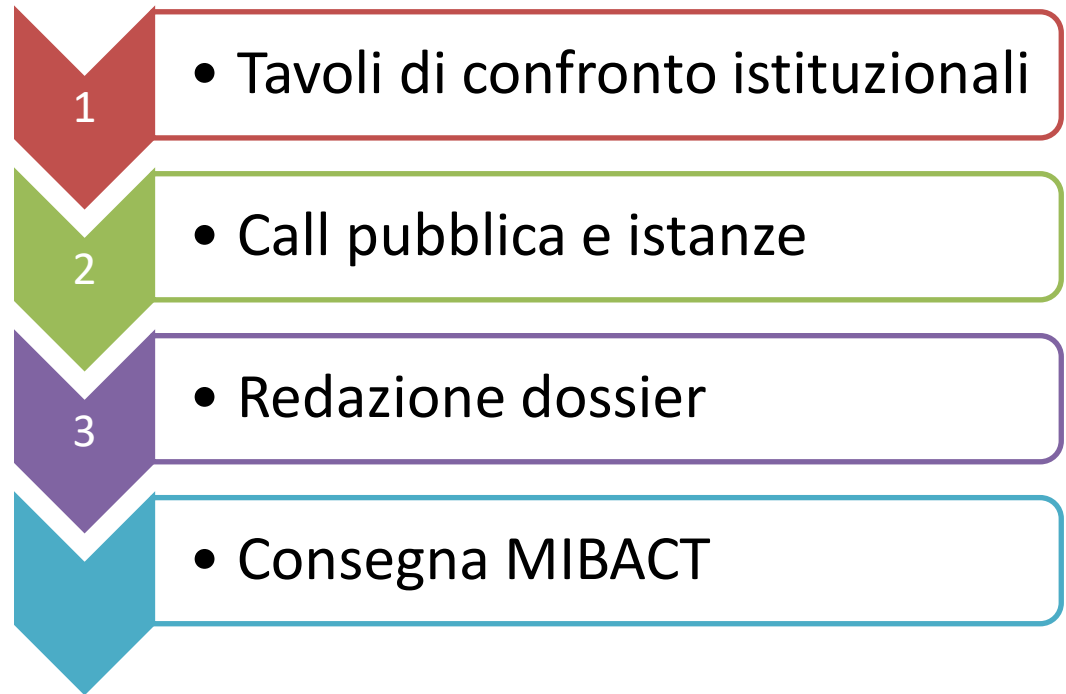 1
• Tavoli di confronto istituzionali
2
• Call pubblica e istanze
3
• Redazione dossier
• Consegna MIBACT